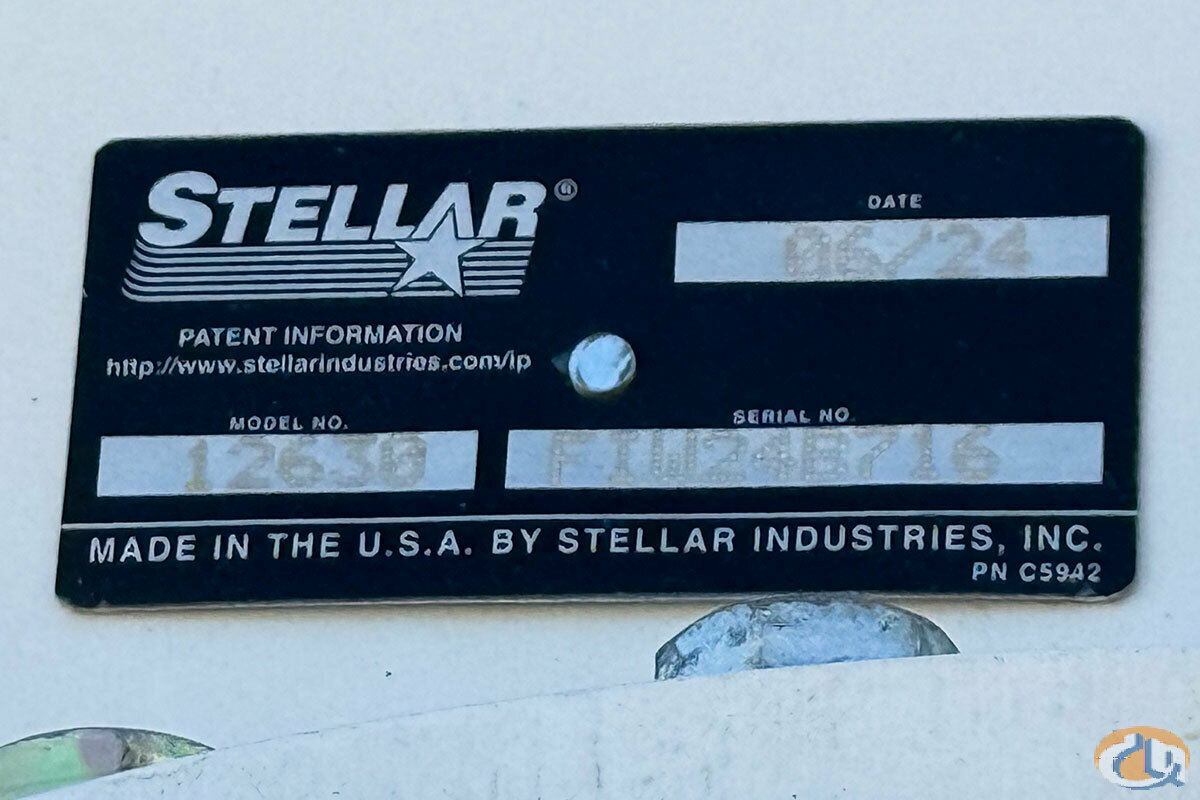 STELLAR®
DATE
06/24
PATENT INFORMATION
http://www.stellarindustries.com/ip
MODEL NO.
12630
SERIAL NO.
FIW24B716
MADE IN THE U.S.A. BY STELLAR INDUSTRIES, INC.
PN C5942